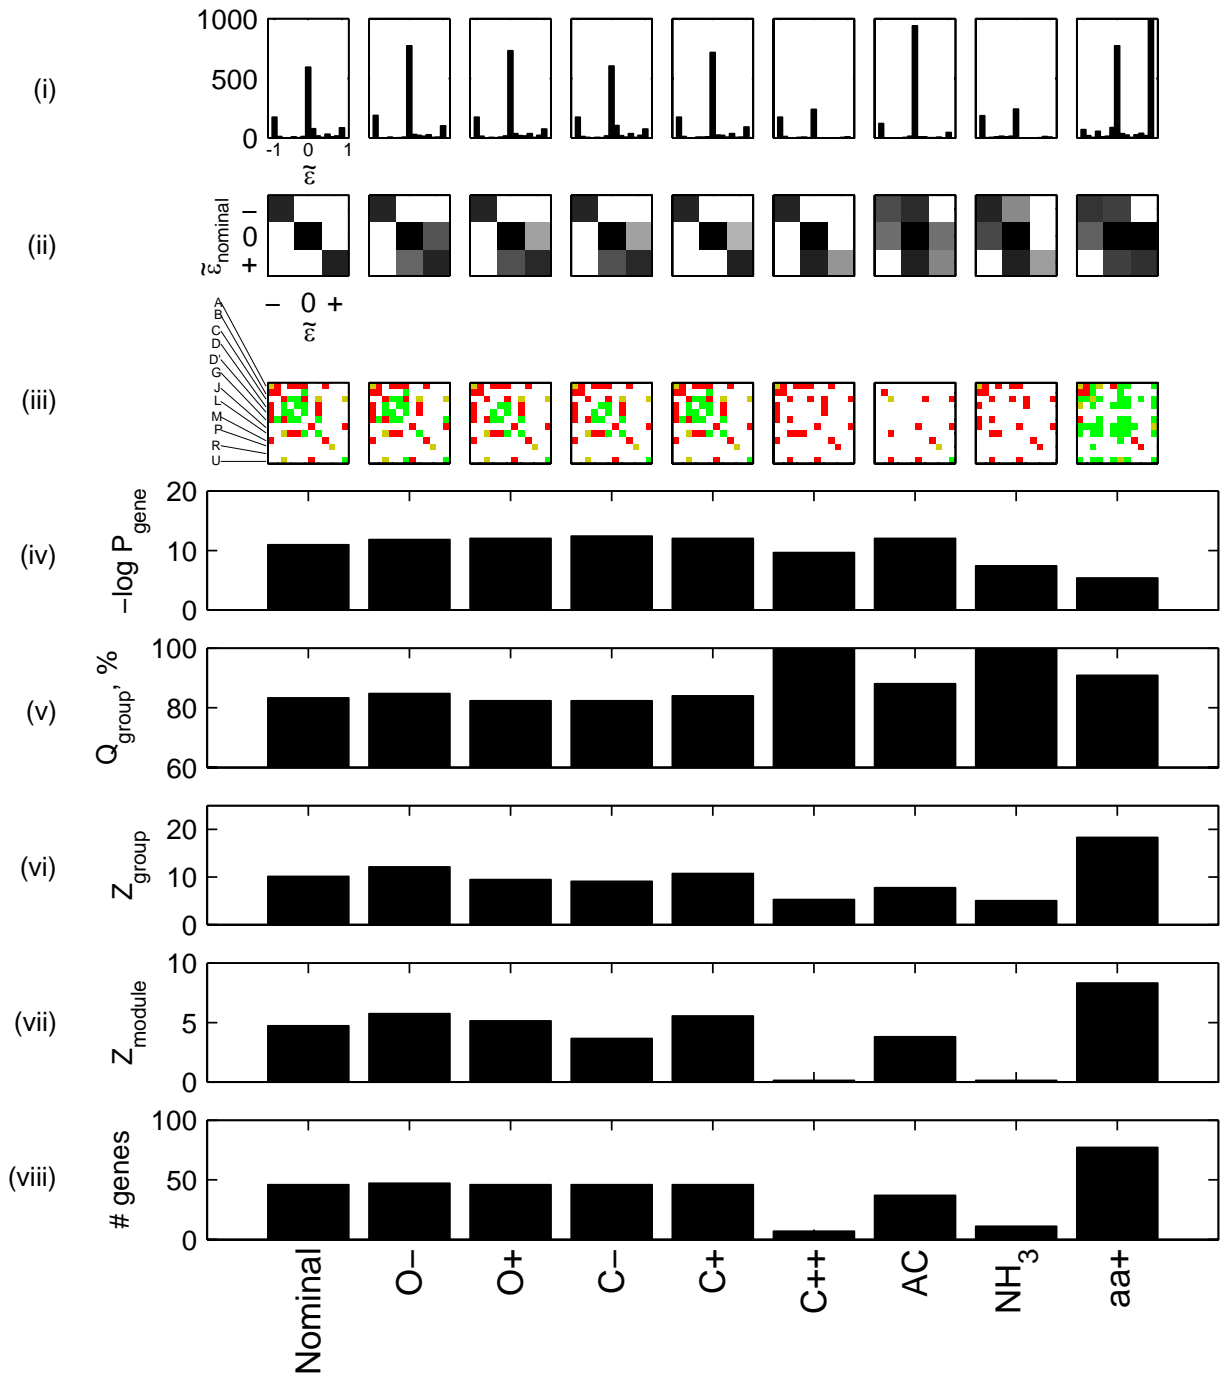 (i)
1000
500
0
-1 0 1
ε̃
(ii)
ε̃nominal
−
0
+
− 0 +
ε̃
(iii)
A
B
C
D
D'
G
J
L
M
P
R
U
(iv)
−log Pgene
20
10
0
(v)
Qgroup, %
100
80
60
(vi)
Zgroup
20
10
0
(vii)
Zmodule
10
5
0
(viii)
# genes
100
50
0
Nominal
O−
O+
C−
C+
C++
AC
NH3
aa+